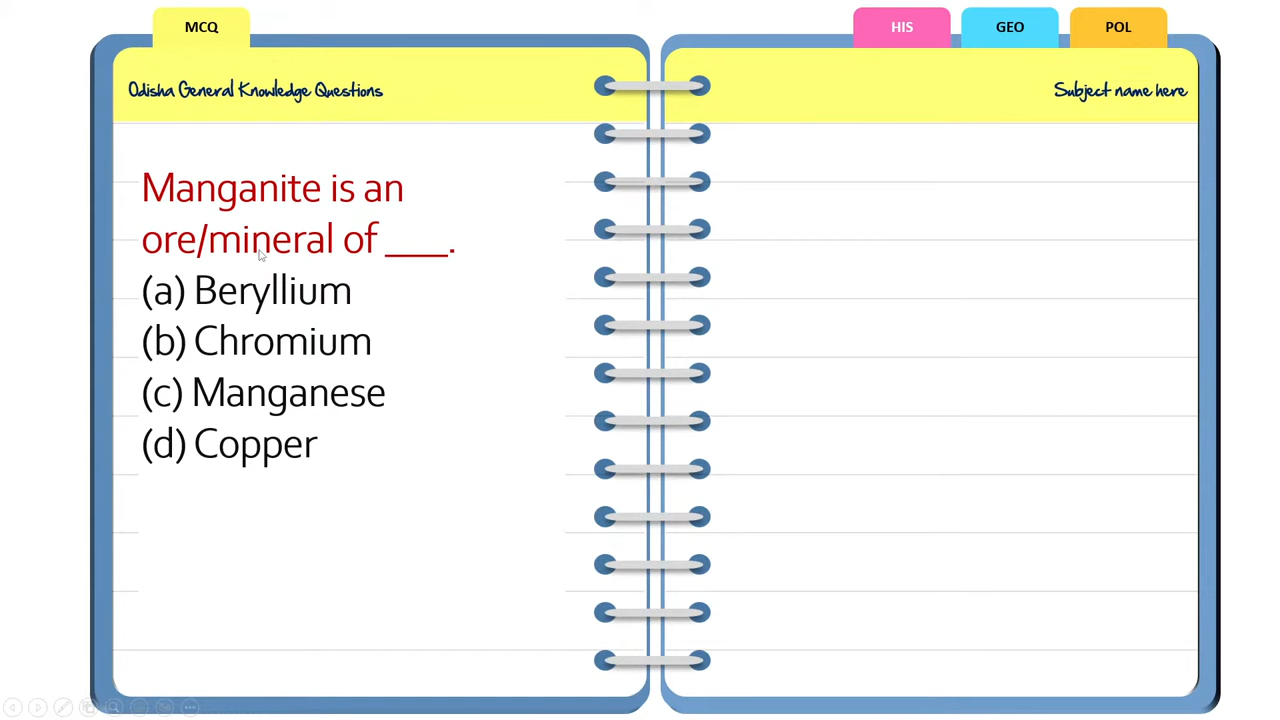 MCQ
HIS
GEO
POL
Odisha General Knowledge Questions
Subject name here
Manganite is an
ore/mineral of ___.
(a) Beryllium
(b) Chromium
(c) Manganese
(d) Copper